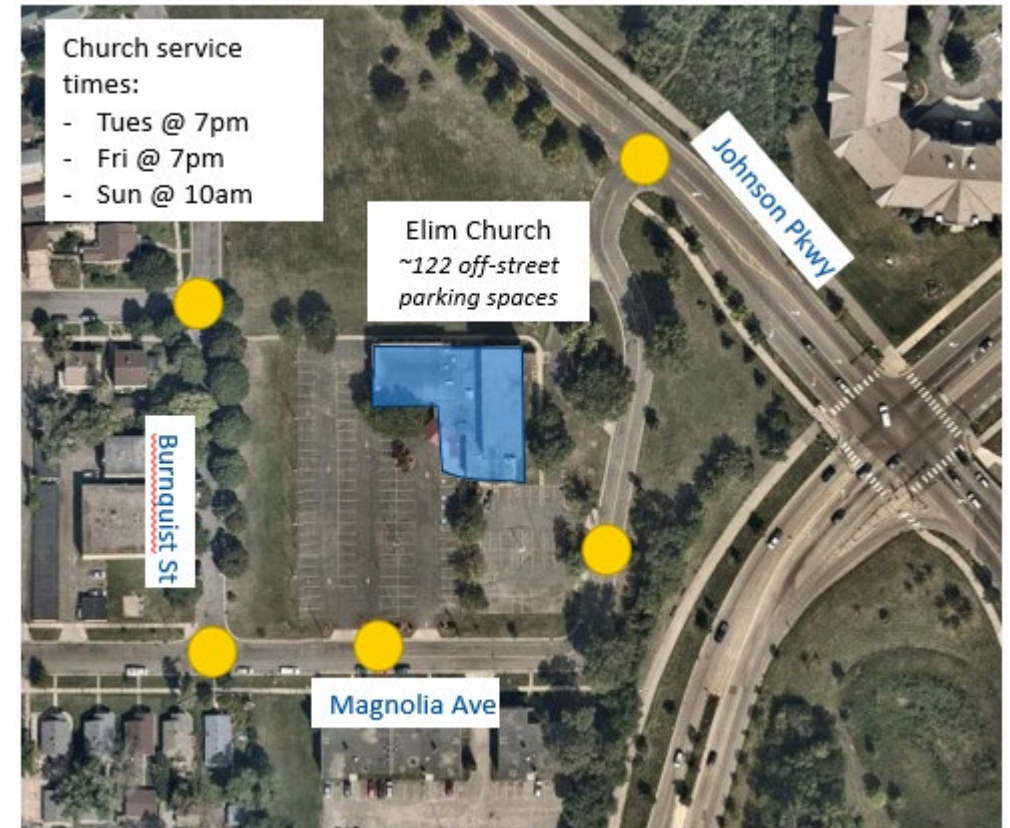 Church service
times:
- Tues @ 7pm
- Fri @ 7pm
- Sun @ 10am
Elim Church
~122 off-street
parking spaces
Johnson Pkwy
Burnquist St
Magnolia Ave